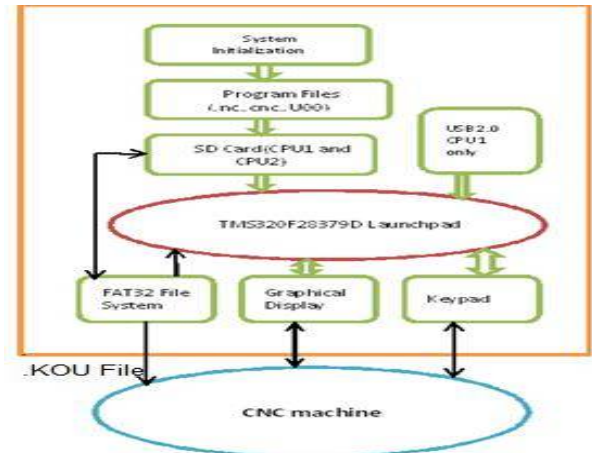 System
Initialization
Program Files
(.nc,.cnc,.U00)
SD Card(CPU1 and
CPU2)
USB2.0
CPU1
only
TMS320F28379D Launchpad
FAT32 File
System
Graphical
Display
Keypad
.KOU File
CNC machine